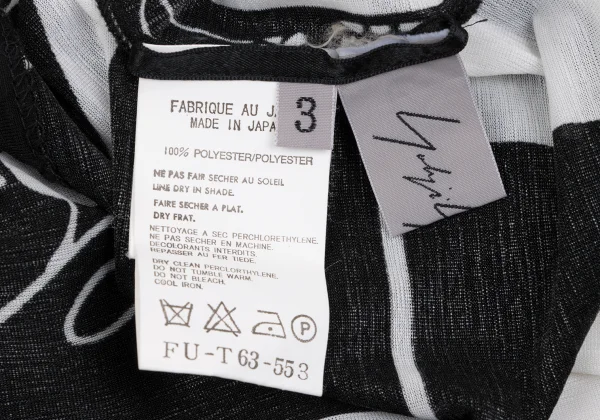 FABRIQUE AU J
MADE IN JAPA
3
100% POLYESTER/POLYESTER
NE PAS FAIR SECHER AU SOLEIL
LINE DRY IN SHADE.
FAIRE SECHER A PLAT.
DRY FRAT.
NETTOYAGE A SEC PERCHLORETHYLENE.
NE PAS SECHER EN MACHINE.
DECOLORANTS INTERDITS.
REPASSER AU FER TIEDE.
DRY CLEAN PERCLORTHYLENE.
DO NOT TUMBLE WARM.
DO NOT BLEACH.
COOL IRON.
P
FU-T63-553